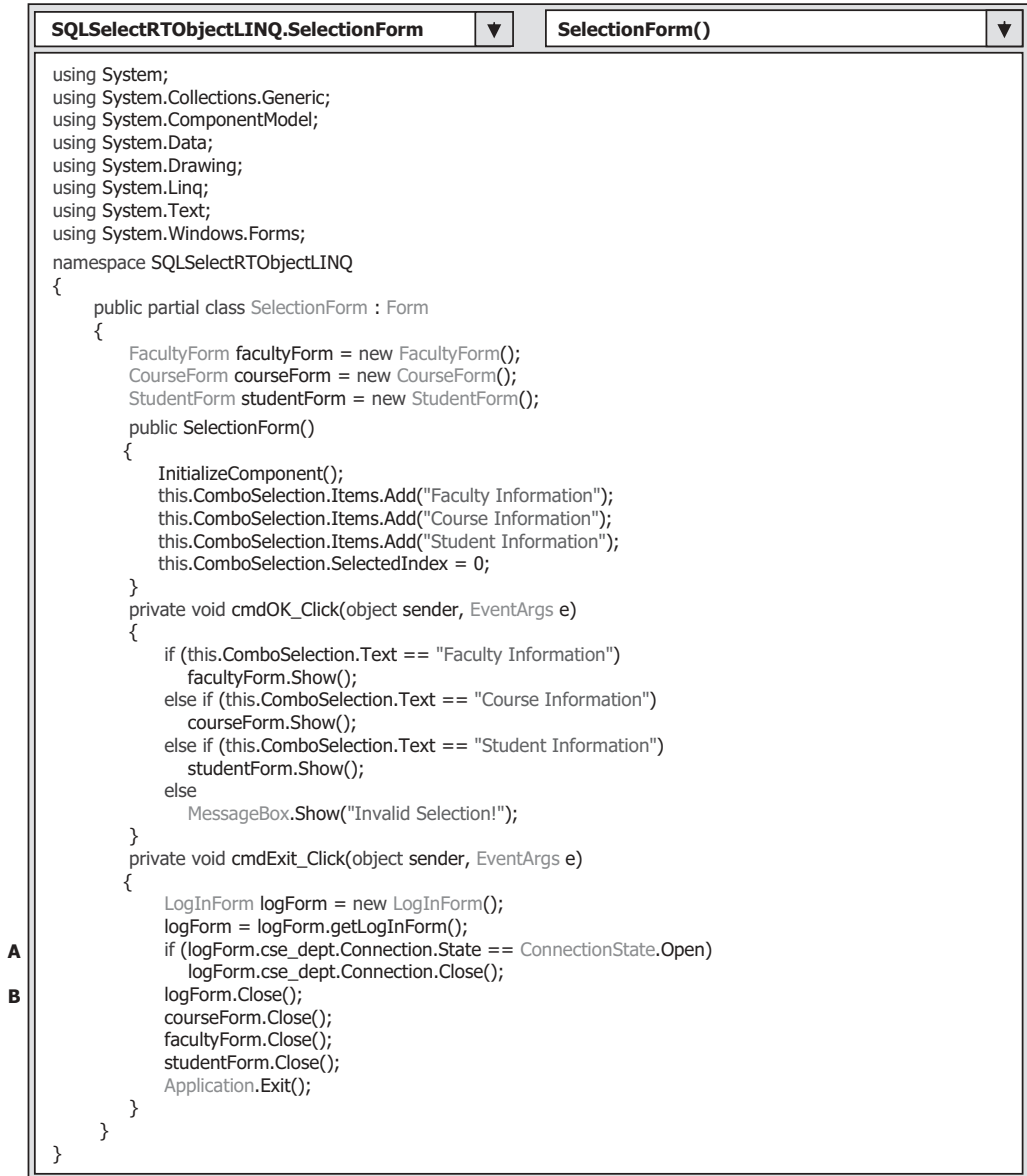 SQLSelectRTObjectLINQ.SelectionForm SelectionForm()
using System;
using System.Collections.Generic;
using System.ComponentModel;
using System.Data;
using System.Drawing;
using System.Linq;
using System.Text;
using System.Windows.Forms;
namespace SQLSelectRTObjectLINQ
{
public partial class SelectionForm : Form
{
FacultyForm facultyForm = new FacultyForm();
CourseForm courseForm = new CourseForm();
StudentForm studentForm = new StudentForm();
public SelectionForm()
{
InitializeComponent();
this.ComboSelection.Items.Add("Faculty Information");
this.ComboSelection.Items.Add("Course Information");
this.ComboSelection.Items.Add("Student Information");
this.ComboSelection.SelectedIndex = 0;
}
private void cmdOK_Click(object sender, EventArgs e)
{
if (this.ComboSelection.Text == "Faculty Information")
facultyForm.Show();
else if (this.ComboSelection.Text == "Course Information")
courseForm.Show();
else if (this.ComboSelection.Text == "Student Information")
studentForm.Show();
else
MessageBox.Show("Invalid Selection!");
}
private void cmdExit_Click(object sender, EventArgs e)
{
LogInForm logForm = new LogInForm();
logForm = logForm.getLogInForm();
A if (logForm.cse_dept.Connection.State == ConnectionState.Open)
logForm.cse_dept.Connection.Close();
B logForm.Close();
courseForm.Close();
facultyForm.Close();
studentForm.Close();
Application.Exit();
}
}
}